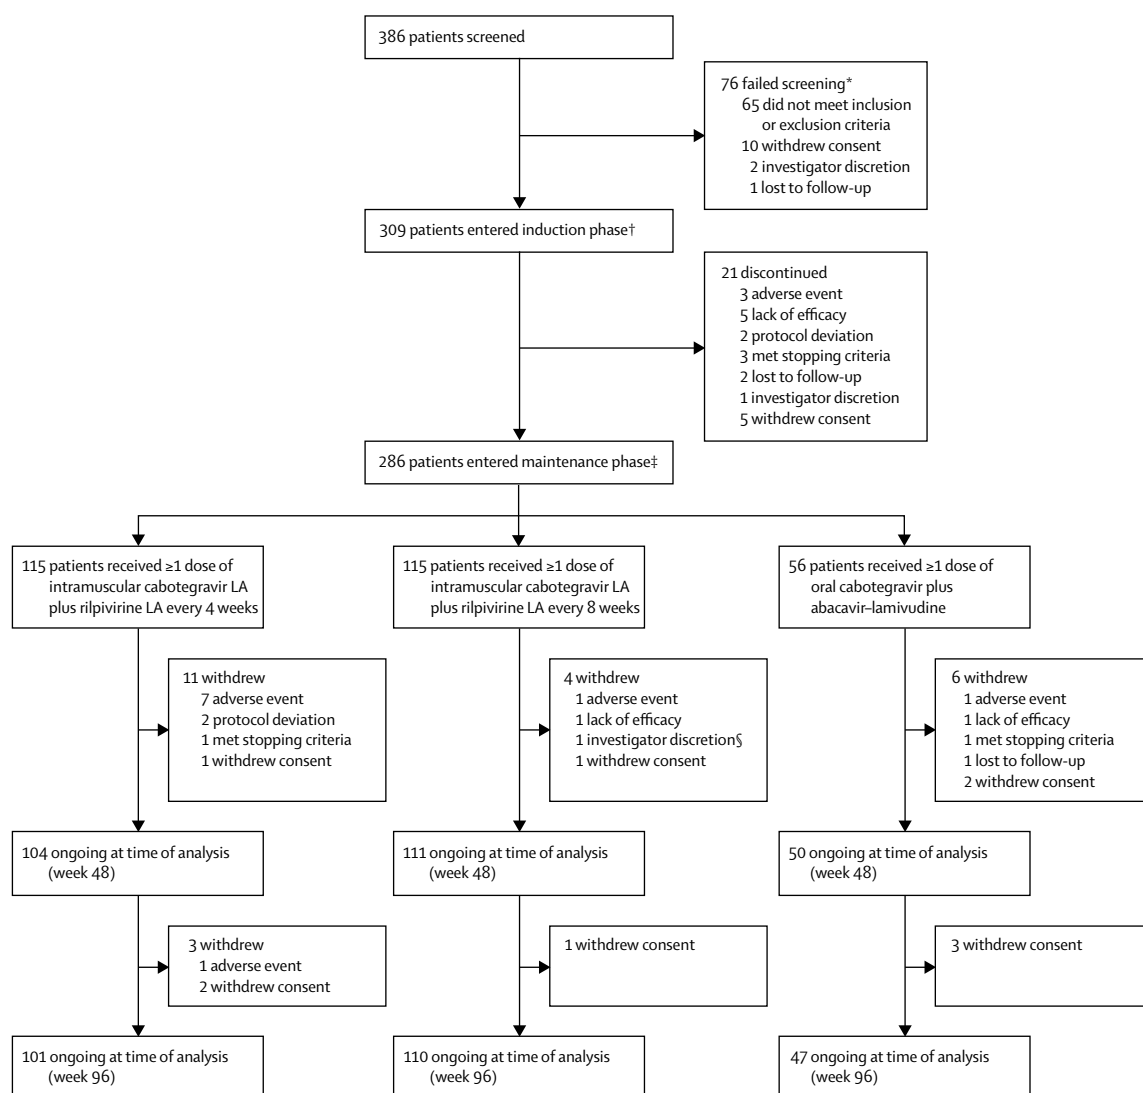 386 patients screened
76 failed screening*
65 did not meet inclusion
or exclusion criteria
10 withdrew consent
2 investigator discretion
1 lost to follow-up
309 patients entered induction phase†
21 discontinued
3 adverse event
5 lack of efficacy
2 protocol deviation
3 met stopping criteria
2 lost to follow-up
1 investigator discretion
5 withdrew consent
286 patients entered maintenance phase‡
115 patients received ≥1 dose of
intramuscular cabotegravir LA
plus rilpivirine LA every 4 weeks
115 patients received ≥1 dose of
intramuscular cabotegravir LA
plus rilpivirine LA every 8 weeks
56 patients received ≥1 dose of
oral cabotegravir plus
abacavir–lamivudine
11 withdrew
7 adverse event
2 protocol deviation
1 met stopping criteria
1 withdrew consent
4 withdrew
1 adverse event
1 lack of efficacy
1 investigator discretion§
1 withdrew consent
6 withdrew
1 adverse event
1 lack of efficacy
1 met stopping criteria
1 lost to follow-up
2 withdrew consent
104 ongoing at time of analysis
(week 48)
111 ongoing at time of analysis
(week 48)
50 ongoing at time of analysis
(week 48)
3 withdrew
1 adverse event
2 withdrew consent
1 withdrew consent
3 withdrew consent
101 ongoing at time of analysis
(week 96)
110 ongoing at time of analysis
(week 96)
47 ongoing at time of analysis
(week 96)